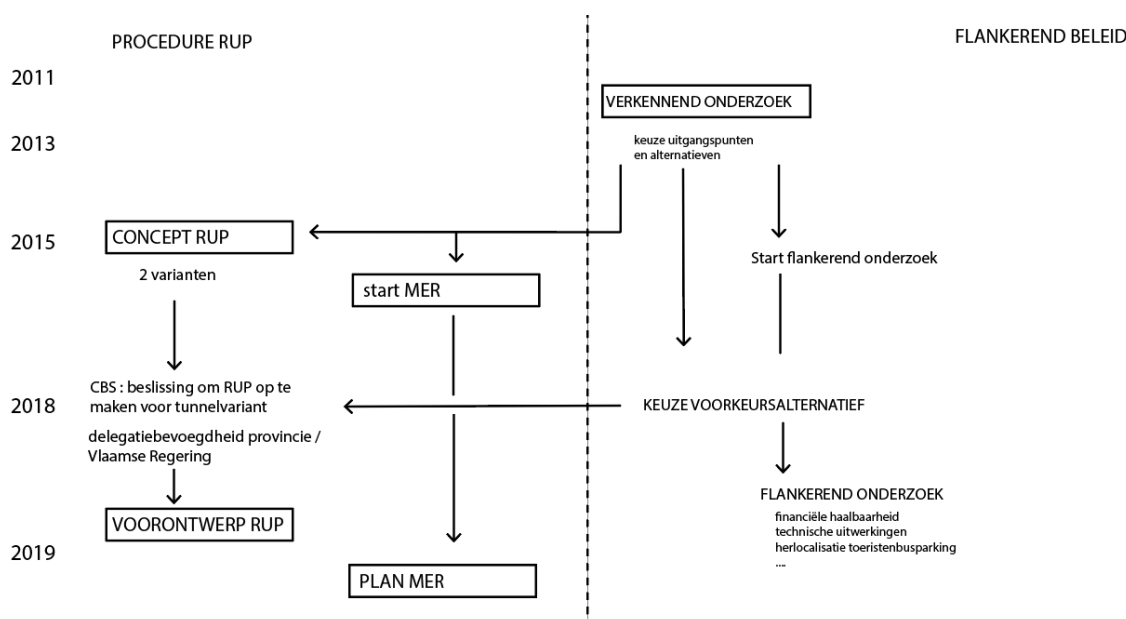 PROCEDURE RUP
FLANKEREND BELEID
2011
VERKENNEND ONDERZOEK
2013
keuze uitgangspunten
en alternatieven
2015
CONCEPT RUP
Start flankerend onderzoek
2 varianten
start MER
CBS : beslissing om RUP op te
maken voor tunnelvariant
2018
KEUZE VOORKEURSALTERNATIEF
delegatiebevoegdheid provincie /
Vlaamse Regering
FLANKEREND ONDERZOEK
VOORONTWERP RUP
financiële haalbaarheid
technische uitwerkingen
herlocalisatie toeristenbusparking
....
2019
PLAN MER